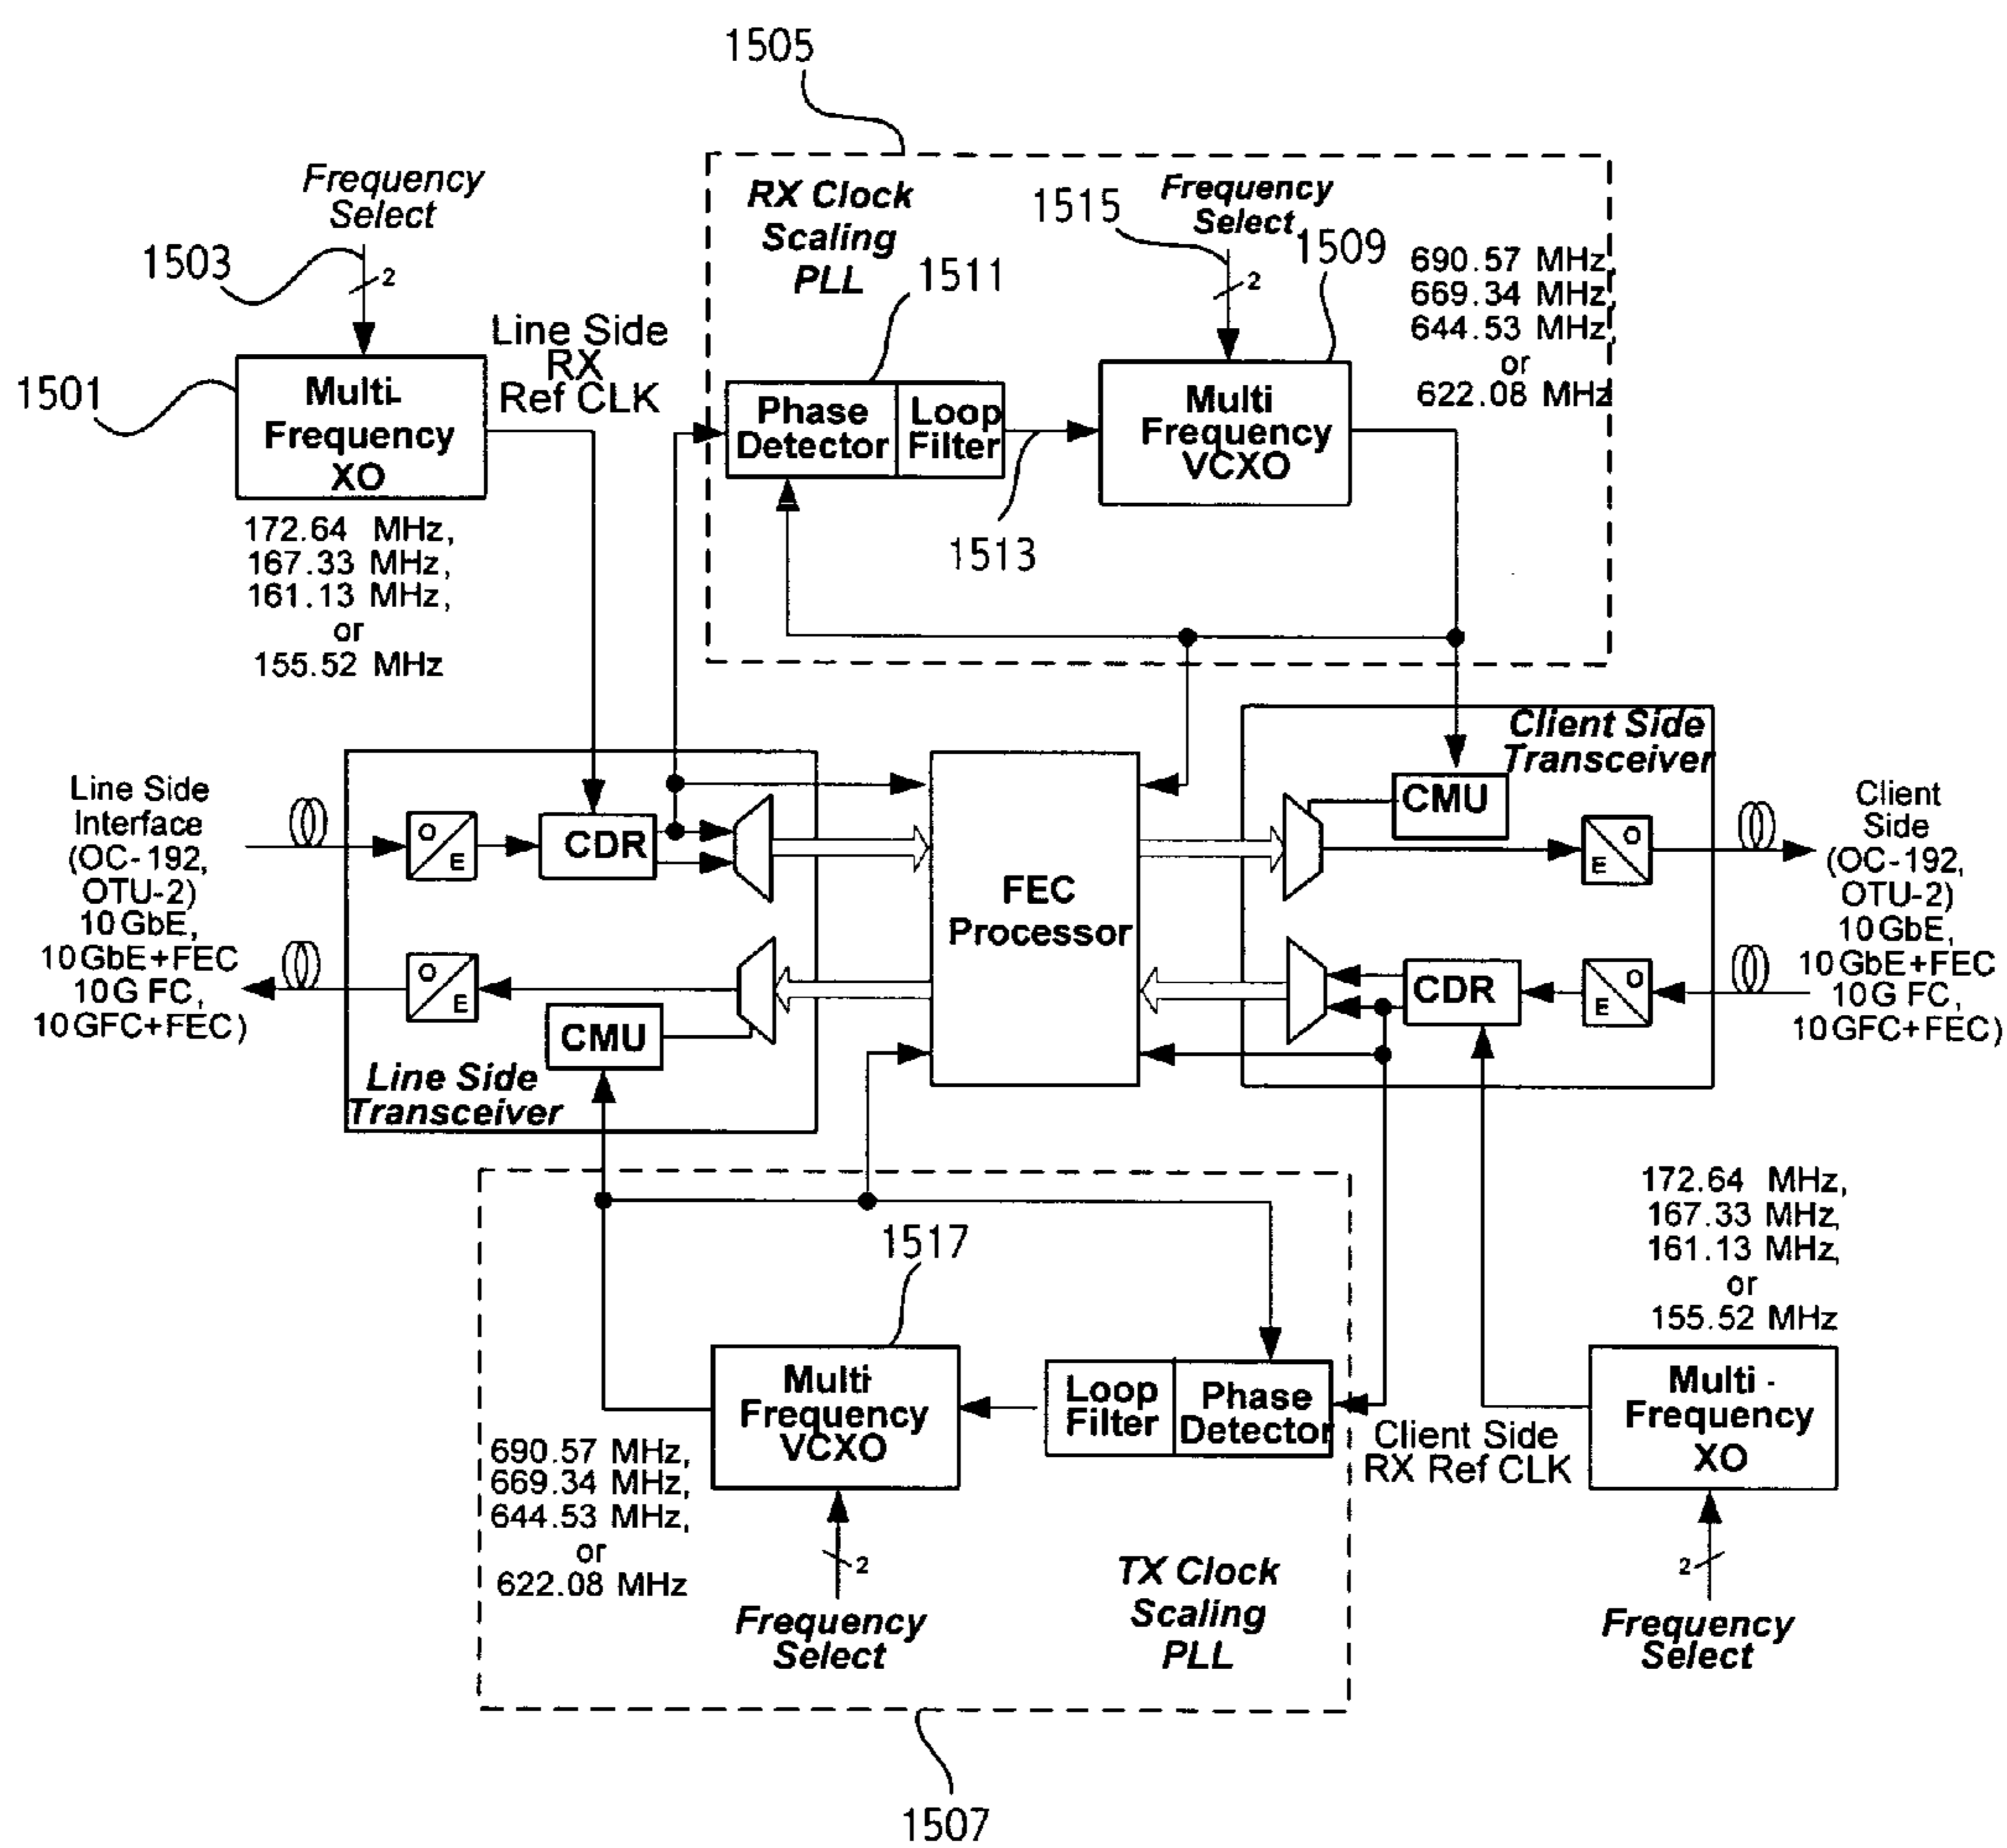 1505
Frequency
Select
1503
2
Multi-
Frequency
XO
1501
Line Side
RX
Ref CLK
172.64 MHz,
167.33 MHz,
161.13 MHz,
or
155.52 MHz
RX Clock
Scaling
PLL
1511
Phase
Detector
Loop
Filter
1513
1515
Frequency
Select
2
1509
Multi
Frequency
VCXO
690.57 MHz,
669.34 MHz,
644.53 MHz,
or
622.08 MHz
Line Side
Interface
(OC-192,
OTU-2)
10GbE,
10GbE+FEC
10G FC,
10GFC+FEC)
O
E
CDR
O
E
CMU
Line Side
Transceiver
FEC
Processor
Client Side
Transceiver
CMU
E
O
CDR
E
O
Client
Side
(OC-192,
OTU-2)
10GbE,
10GbE+FEC
10G FC,
10GFC+FEC)
1517
Multi
Frequency
VCXO
Loop
Filter
Phase
Detector
690.57 MHz,
669.34 MHz,
644.53 MHz,
or
622.08 MHz
2
Frequency
Select
TX Clock
Scaling
PLL
Client Side
RX Ref CLK
172.64 MHz,
167.33 MHz,
161.13 MHz,
or
155.52 MHz
Multi-
Frequency
XO
2
Frequency
Select
1507